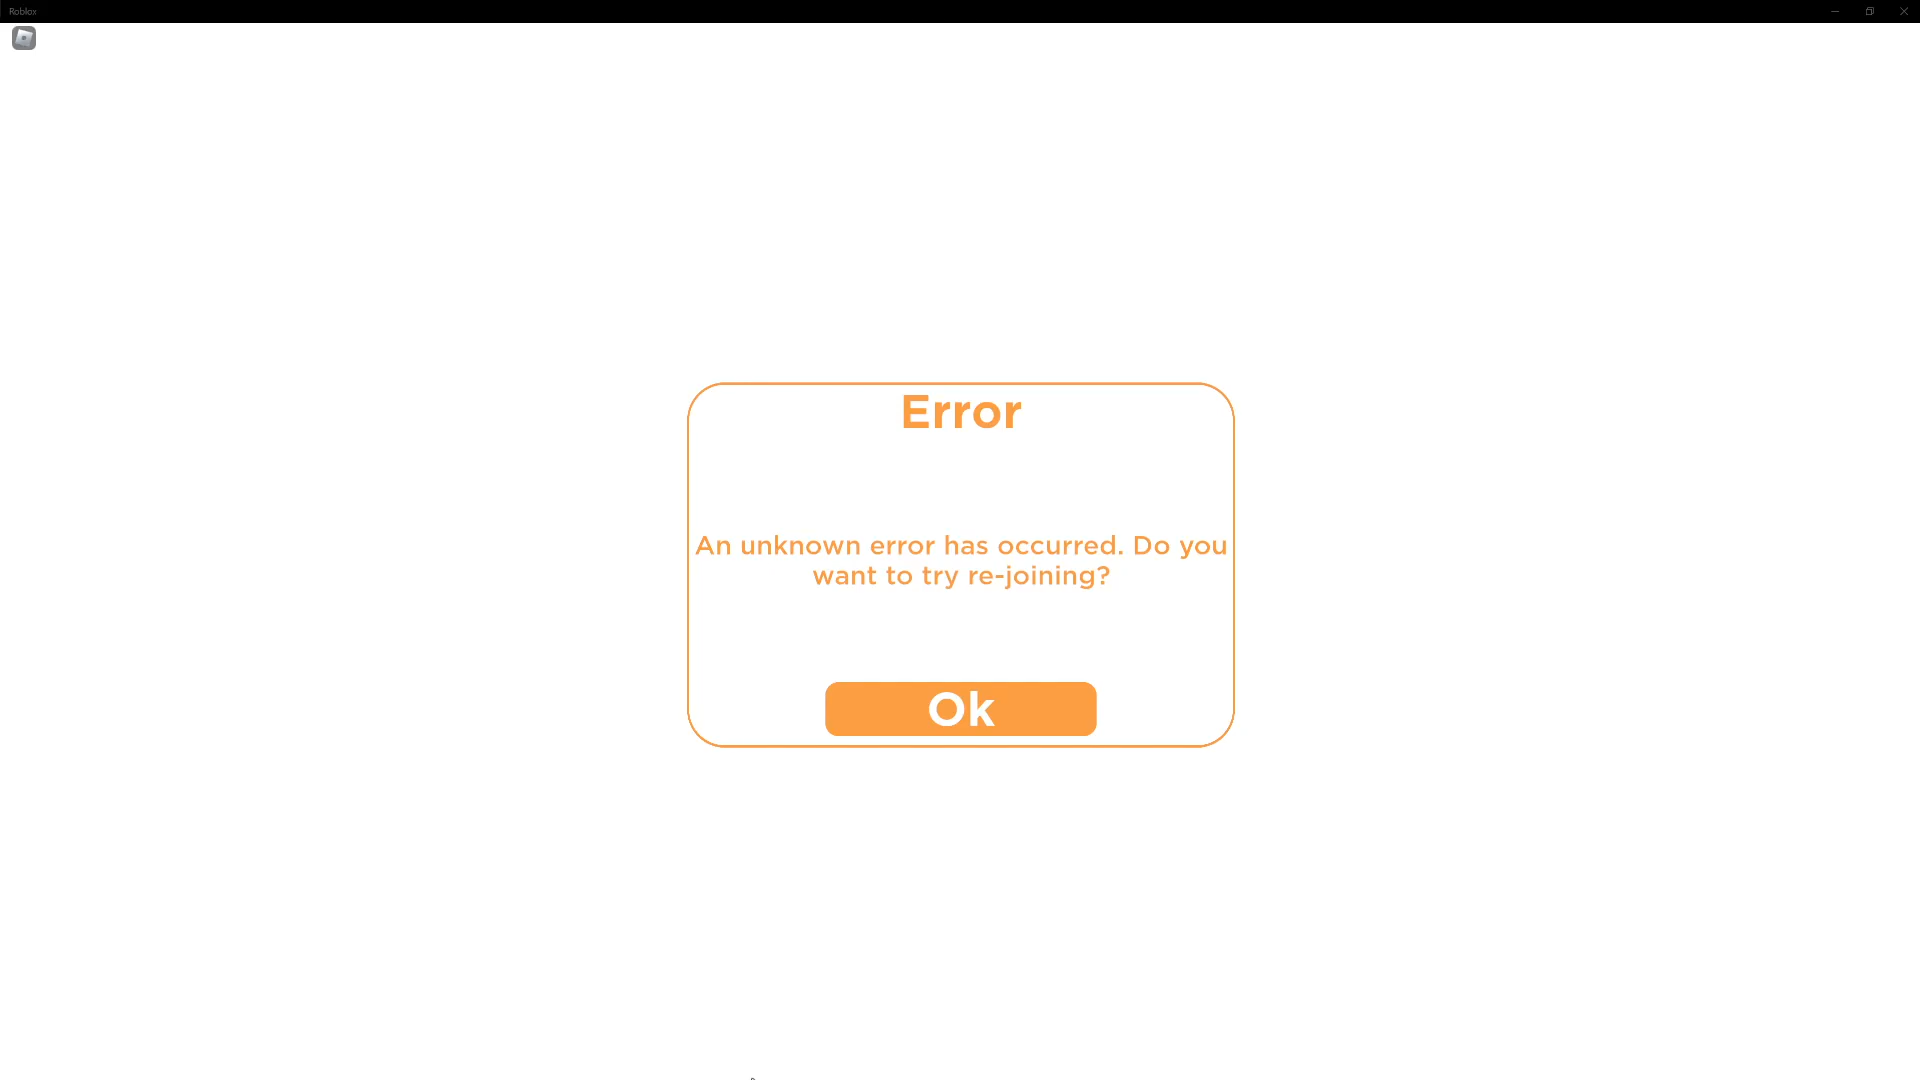 Roblox
Error
An unknown error has occurred. Do you
want to try re-joining?
Ok